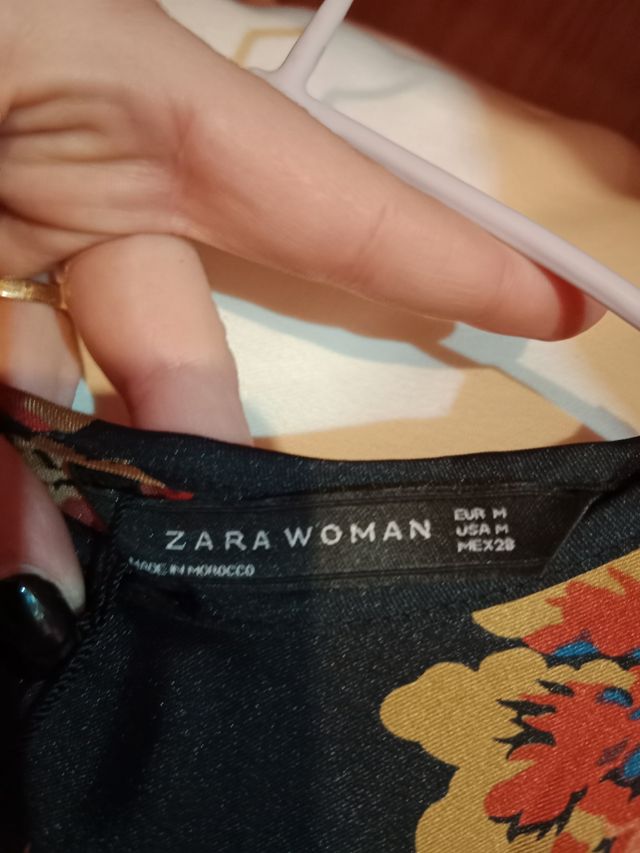 ZARA WOMAN
EUR M
USA M
MEX 28
MADE IN MOROCCO